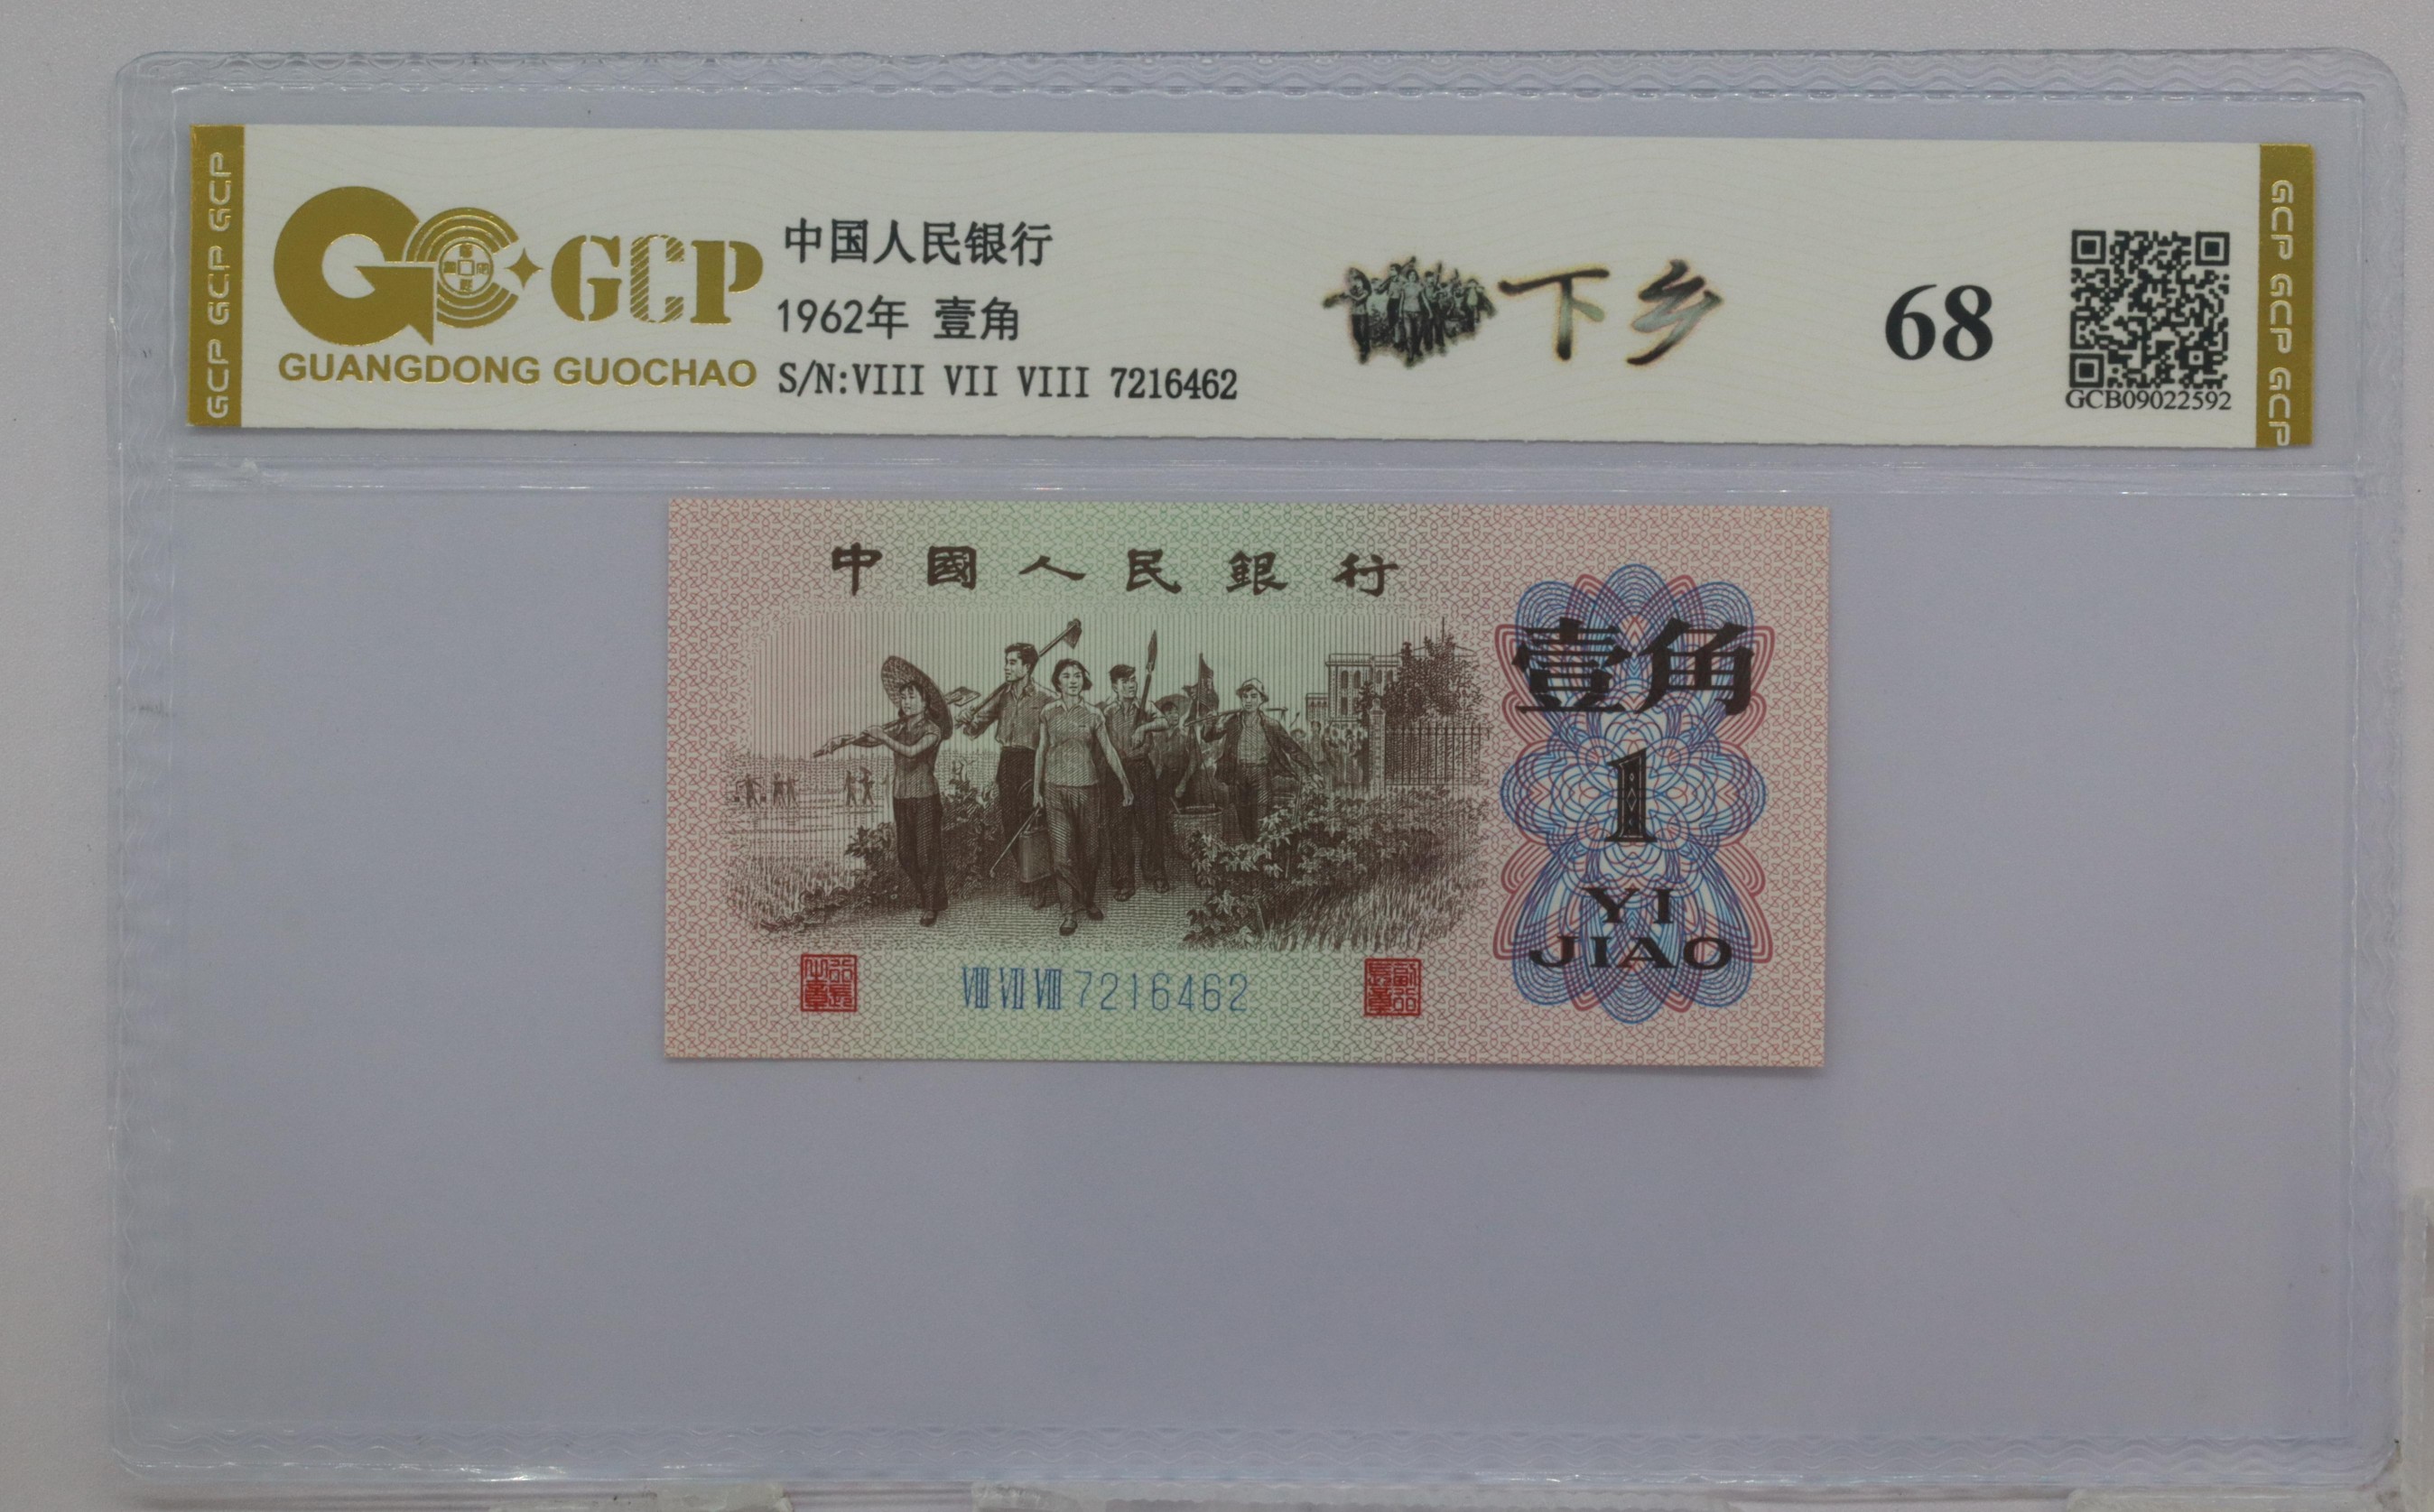 GCP GCP GCP
GCP
GUANGDONG GUOCHAO
中国人民银行
1962年 壹角
S/N:VIII VII VIII 7216462
下乡
68
GCB09022592
GCP GCP GCP
中國人民銀行
壹角
1
YI
JIAO
VIII VII VIII 7216462